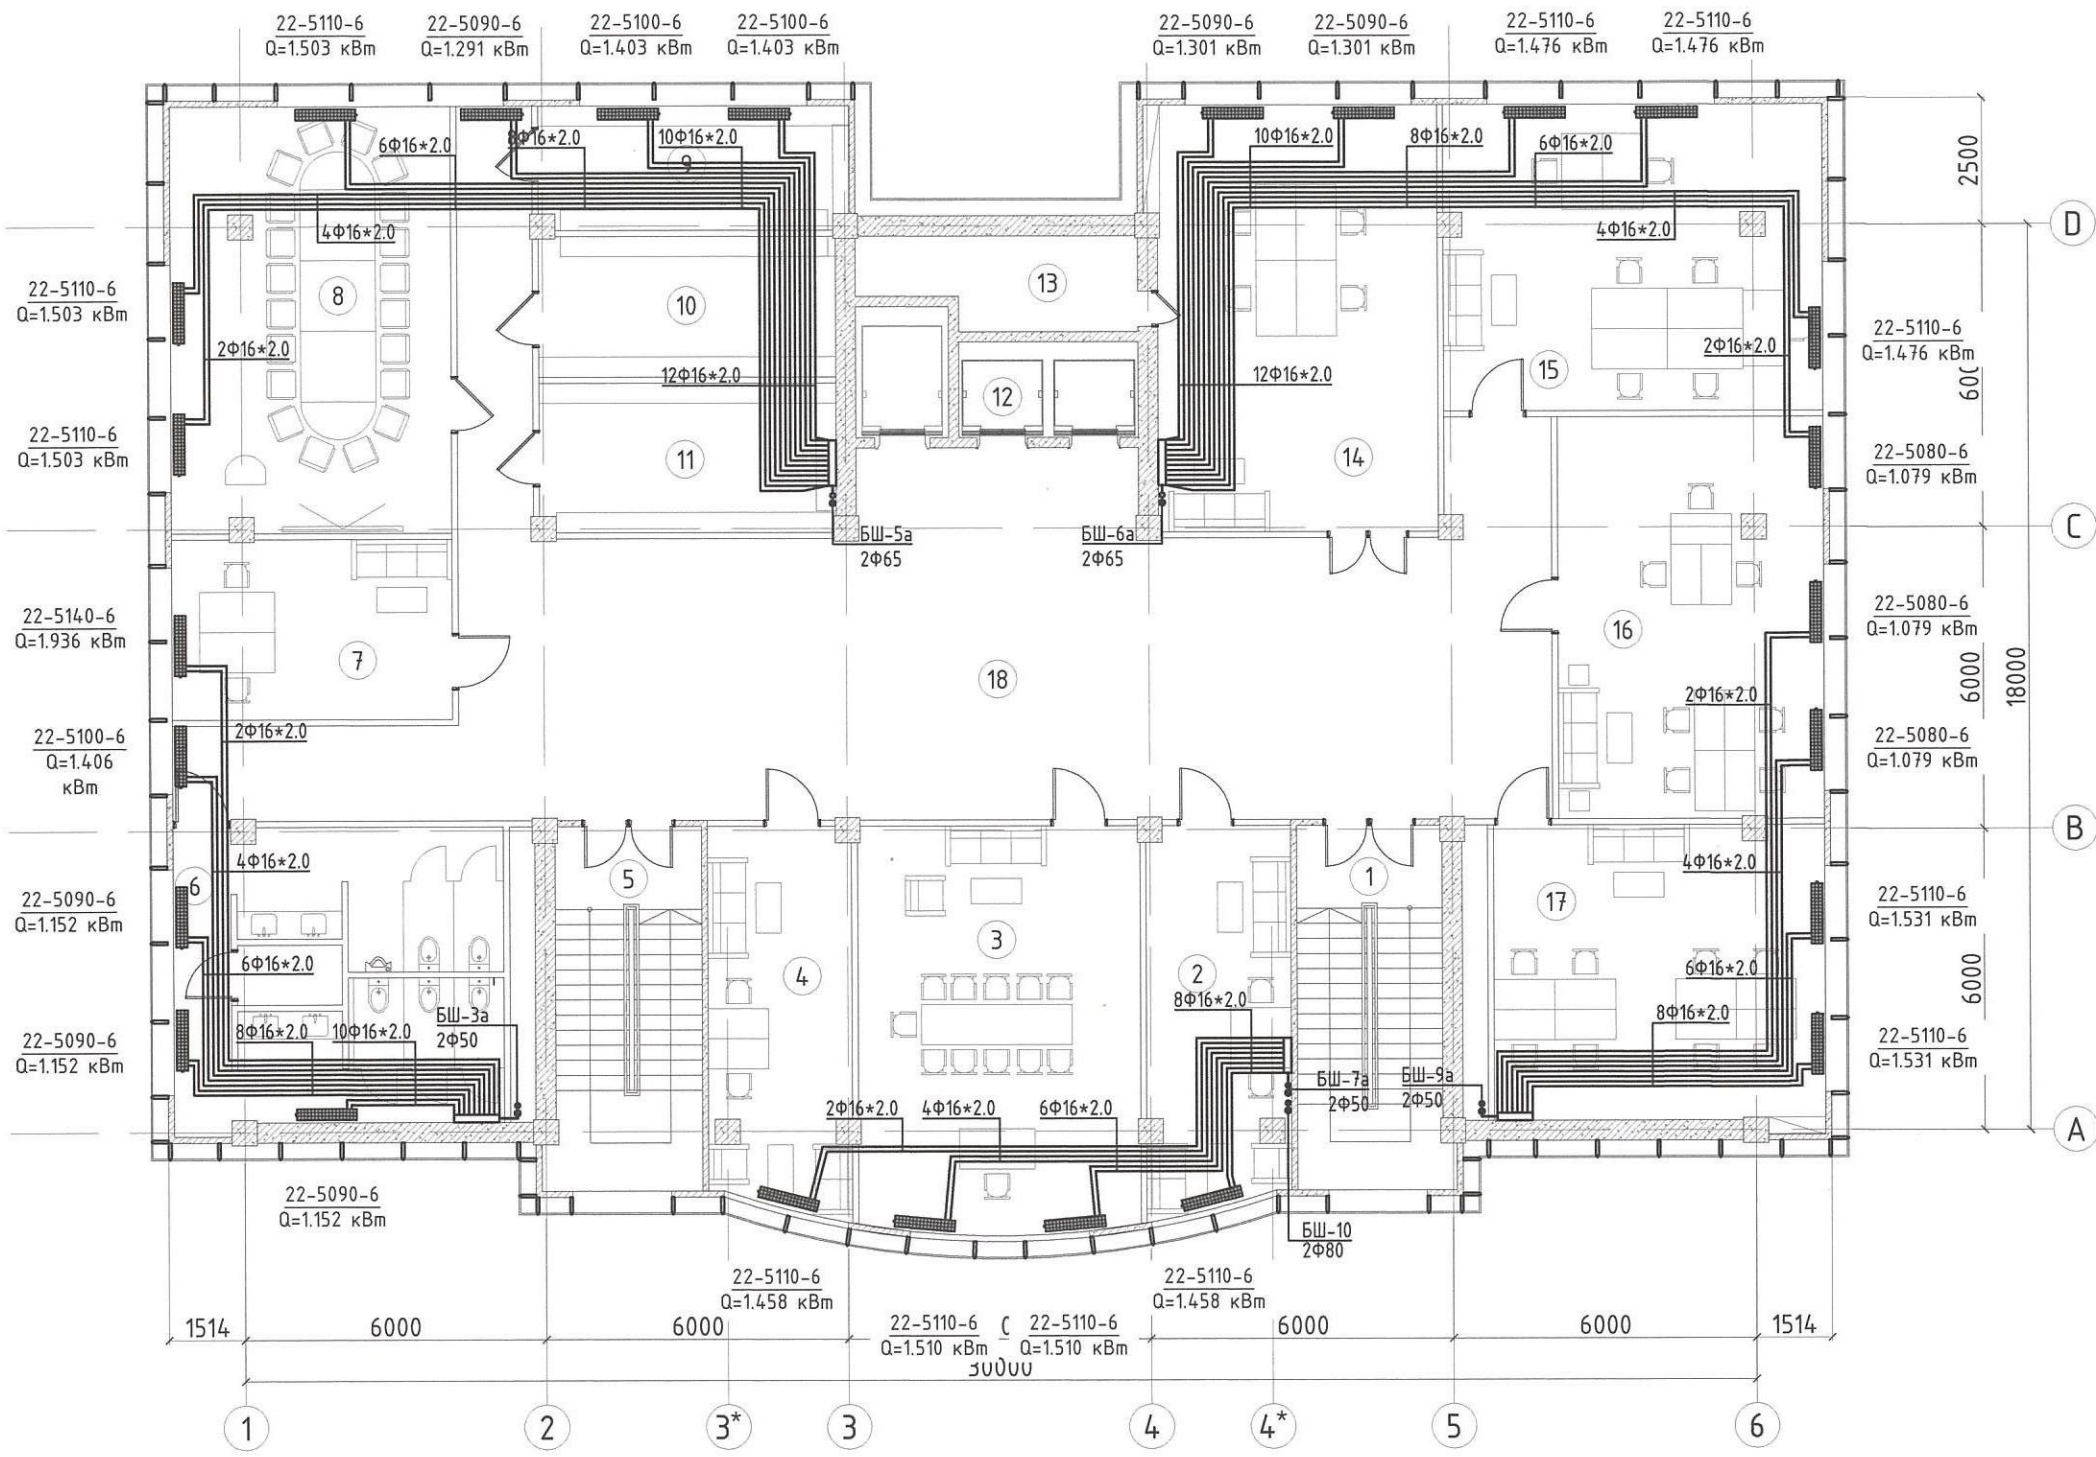 22-5110-6
Q=1.503 кВт
22-5090-6
Q=1.291 кВт
22-5100-6
Q=1.403 кВт
22-5100-6
Q=1.403 кВт
22-5090-6
Q=1.301 кВт
22-5090-6
Q=1.301 кВт
22-5110-6
Q=1.476 кВт
22-5110-6
Q=1.476 кВт
6Ф16*2.0
8Ф16*2.0
10Ф16*2.0
9
10Ф16*2.0
8Ф16*2.0
6Ф16*2.0
2500
4Ф16*2.0
4Ф16*2.0
D
22-5110-6
Q=1.503 кВт
8
10
13
2Ф16*2.0
12Ф16*2.0
12
12Ф16*2.0
15
2Ф16*2.0
22-5110-6
Q=1.476 кВт
22-5110-6
Q=1.503 кВт
11
14
22-5080-6
Q=1.079 кВт
БШ-5а
2Ф65
БШ-6а
2Ф65
C
22-5140-6
Q=1.936 кВт
7
18
16
22-5080-6
Q=1.079 кВт
6000
18000
2Ф16*2.0
2Ф16*2.0
22-5100-6
Q=1.406
кВт
22-5080-6
Q=1.079 кВт
B
4Ф16*2.0
6
5
1
4Ф16*2.0
17
22-5090-6
Q=1.152 кВт
22-5110-6
Q=1.531 кВт
3
4
2
6Ф16*2.0
6Ф16*2.0
6000
8Ф16*2.0
8Ф16*2.0
10Ф16*2.0
БШ-3а
2Ф50
8Ф16*2.0
22-5090-6
Q=1.152 кВт
22-5110-6
Q=1.531 кВт
БШ-7а
2Ф50
БШ-9а
2Ф50
2Ф16*2.0
4Ф16*2.0
6Ф16*2.0
A
22-5090-6
Q=1.152 кВт
БШ-10
2Ф80
22-5110-6
Q=1.458 кВт
22-5110-6
Q=1.458 кВт
1514
6000
6000
22-5110-6
Q=1.510 кВт
22-5110-6
Q=1.510 кВт
6000
6000
1514
30000
1
2
3*
3
4
4*
5
6